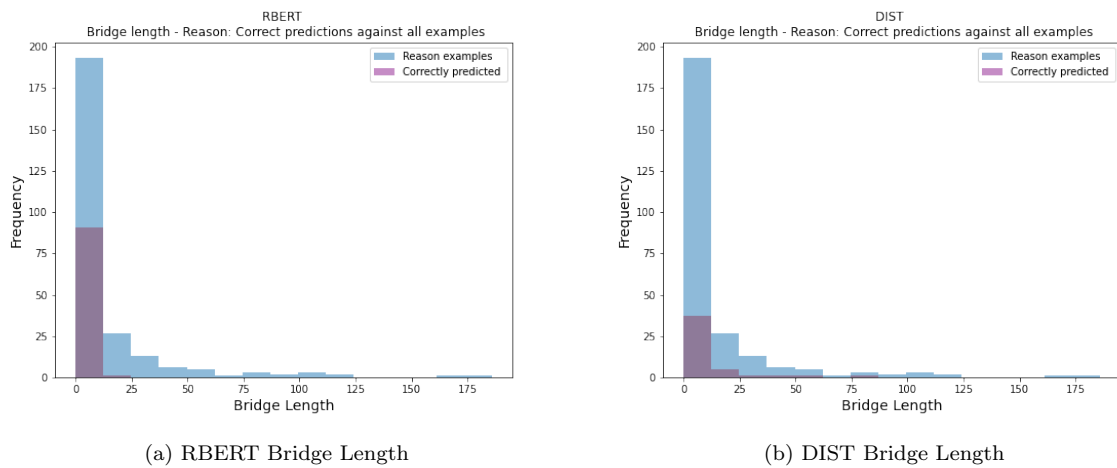 RBERT
Bridge length - Reason: Correct predictions against all examples
Reason examples
Correctly predicted
200
175
150
125
100
75
50
25
0
Frequency
0 25 50 75 100 125 150 175
Bridge Length
(a) RBERT Bridge Length
DIST
Bridge length - Reason: Correct predictions against all examples
Reason examples
Correctly predicted
200
175
150
125
100
75
50
25
0
Frequency
0 25 50 75 100 125 150 175
Bridge Length
(b) DIST Bridge Length